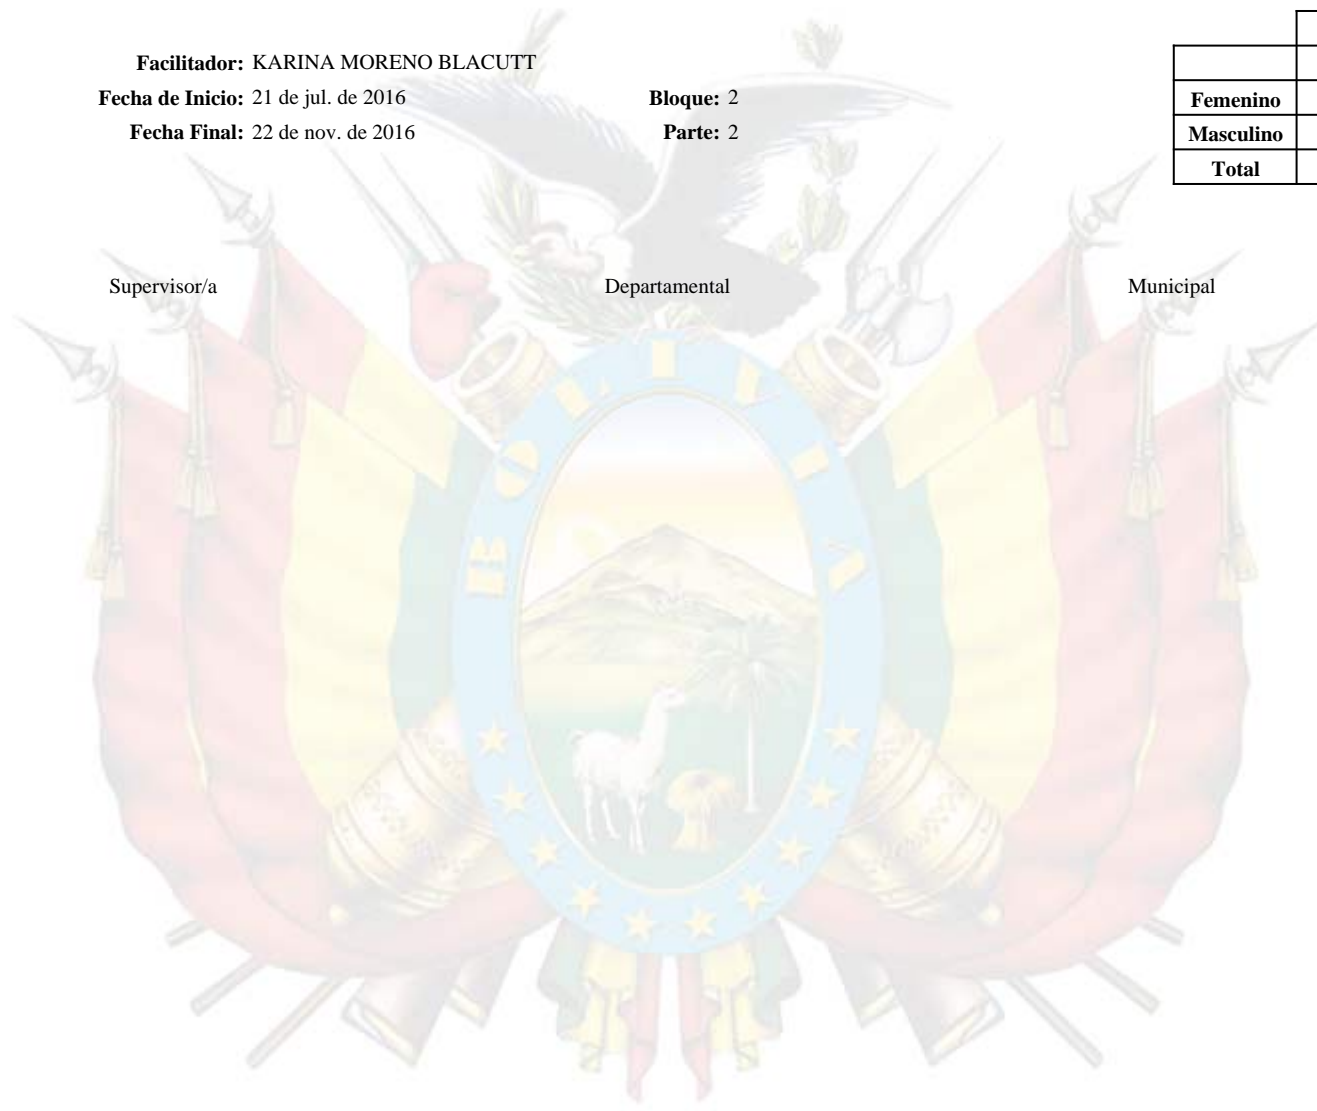 Facilitador: KARINA MORENO BLACUTT
Fecha de Inicio: 21 de jul. de 2016 Bloque: 2
Fecha Final: 22 de nov. de 2016 Parte: 2
Femenino
Masculino
Total
Supervisor/a Departamental Municipal
BOLIVIA